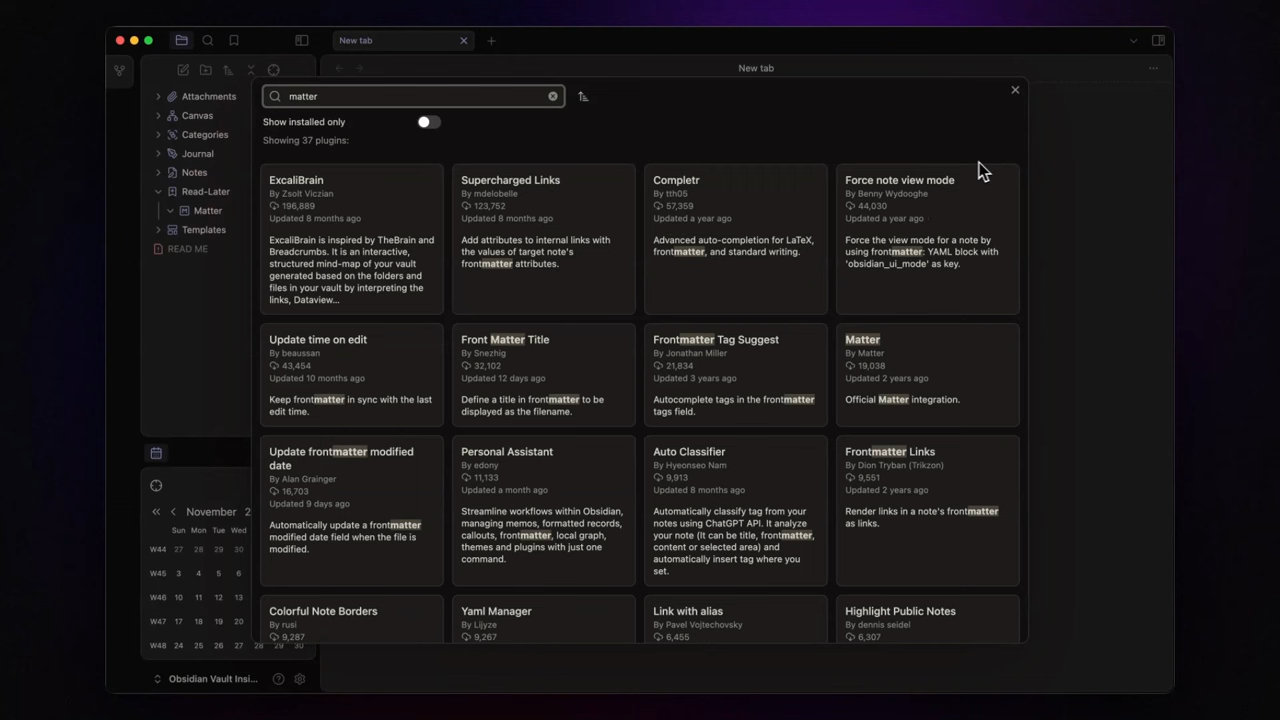 New tab
New tab
Attachments
Canvas
Categories
Journal
Notes
Read-Later
Matter
Templates
READ ME
November 2
Sun Mon Tue Wed
W44 27 28 29 30
W45 3 4 5 6
W46 10 11 12 13
W47 17 18 19 20
W48 24 25 26 27 28 29 30
Obsidian Vault Insi...
matter
Show installed only
Showing 37 plugins:
ExcaliBrain
By Zsolt Viczian
196,889
Updated 8 months ago
ExcaliBrain is inspired by TheBrain and
Breadcrumbs. It is an interactive,
structured mind-map of your vault
generated based on the folders and
files in your vault by interpreting the
links, Dataview...
Supercharged Links
By mdelobelle
123,752
Updated 8 months ago
Add attributes to internal links with
the values of target note's
frontmatter attributes.
Completr
By tth05
57,359
Updated a year ago
Advanced auto-completion for LaTeX,
frontmatter, and standard writing.
Force note view mode
By Benny Wydooghe
44,030
Updated a year ago
Force the view mode for a note by
using frontmatter: YAML block with
'obsidian_ui_mode' as key.
Update time on edit
By beaussan
43,454
Updated 10 months ago
Keep frontmatter in sync with the last
edit time.
Front Matter Title
By Snezhig
32,102
Updated 12 days ago
Define a title in frontmatter to be
displayed as the filename.
Frontmatter Tag Suggest
By Jonathan Miller
21,834
Updated 3 years ago
Autocomplete tags in the frontmatter
tags field.
Matter
By Matter
19,038
Updated 2 years ago
Official Matter integration.
Update frontmatter modified
date
By Alan Grainger
16,703
Updated 9 days ago
Automatically update a frontmatter
modified date field when the file is
modified.
Personal Assistant
By edony
11,133
Updated a month ago
Streamline workflows within Obsidian,
managing memos, formatted records,
callouts, frontmatter, local graph,
themes and plugins with just one
command.
Auto Classifier
By Hyeonseo Nam
9,913
Updated 8 months ago
Automatically classify tag from your
notes using ChatGPT API. It analyze
your note (It can be title, frontmatter,
content or selected area) and
automatically insert tag where you
set.
Frontmatter Links
By Dion Tryban (Trikzon)
9,551
Updated 2 years ago
Render links in a note's frontmatter
as links.
Colorful Note Borders
By rusi
9,287
Yaml Manager
By Lijyze
9,267
Link with alias
By Pavel Vojtechovsky
6,455
Highlight Public Notes
By dennis seidel
6,307